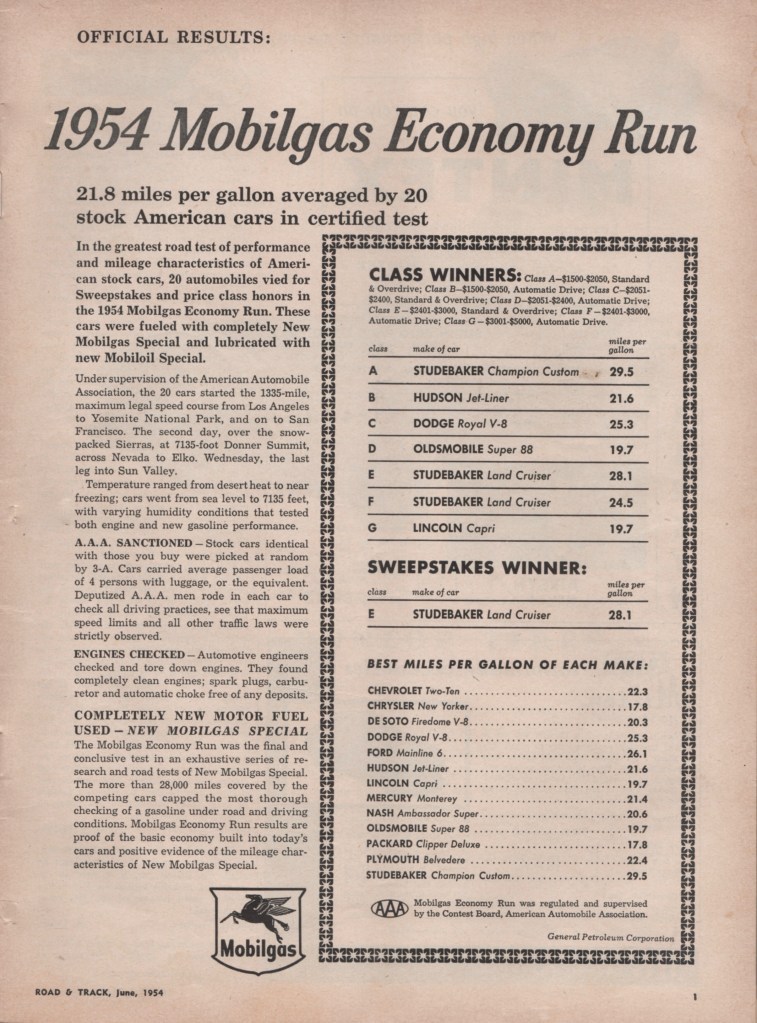 OFFICIAL RESULTS:
1954 Mobilgas Economy Run
21.8 miles per gallon averaged by 20
stock American cars in certified test
In the greatest road test of performance
and mileage characteristics of Ameri-
can stock cars, 20 automobiles vied for
Sweepstakes and price class honors in
the 1954 Mobilgas Economy Run. These
cars were fueled with completely New
Mobilgas Special and lubricated with
new Mobiloil Special.
Under supervision of the American Automobile
Association, the 20 cars started the 1335-mile,
maximum legal speed course from Los Angeles
to Yosemite National Park, and on to San
Francisco. The second day, over the snow-
packed Sierras, at 7135-foot Donner Summit,
across Nevada to Elko. Wednesday, the last
leg into Sun Valley.
Temperature ranged from desert heat to near
freezing; cars went from sea level to 7135 feet,
with varying humidity conditions that tested
both engine and new gasoline performance.
A.A.A. SANCTIONED – Stock cars identical
with those you buy were picked at random
by 3-A. Cars carried average passenger load
of 4 persons with luggage, or the equivalent.
Deputized A.A.A. men rode in each car to
check all driving practices, see that maximum
speed limits and all other traffic laws were
strictly observed.
ENGINES CHECKED – Automotive engineers
checked and tore down engines. They found
completely clean engines; spark plugs, carbu-
retor and automatic choke free of any deposits.
COMPLETELY NEW MOTOR FUEL
USED – NEW MOBILGAS SPECIAL
The Mobilgas Economy Run was the final and
conclusive test in an exhaustive series of re-
search and road tests of New Mobilgas Special.
The more than 28,000 miles covered by the
competing cars capped the most thorough
checking of a gasoline under road and driving
conditions. Mobilgas Economy Run results are
proof of the basic economy built into today's
cars and positive evidence of the mileage char-
acteristics of New Mobilgas Special.
Mobilgas
CLASS WINNERS: Class A–$1500-$2050, Standard
& Overdrive; Class B–$1500-$2050, Automatic Drive; Class C–$2051-
$2400, Standard & Overdrive; Class D–$2051-$2400, Automatic Drive;
Class E–$2401-$3000, Standard & Overdrive; Class F–$2401-$3000,
Automatic Drive; Class G–$3001-$5000, Automatic Drive.
class make of car miles per gallon
A STUDEBAKER Champion Custom 29.5
B HUDSON Jet-Liner 21.6
C DODGE Royal V-8 25.3
D OLDSMOBILE Super 88 19.7
E STUDEBAKER Land Cruiser 28.1
F STUDEBAKER Land Cruiser 24.5
G LINCOLN Capri 19.7
SWEEPSTAKES WINNER:
class make of car miles per gallon
E STUDEBAKER Land Cruiser 28.1
BEST MILES PER GALLON OF EACH MAKE:
CHEVROLET Two-Ten ........ 22.3
CHRYSLER New Yorker ........ 17.8
DE SOTO Firedome V-8 ........ 20.3
DODGE Royal V-8 ........ 25.3
FORD Mainline 6 ........ 26.1
HUDSON Jet-Liner ........ 21.6
LINCOLN Capri ........ 19.7
MERCURY Monterey ........ 21.4
NASH Ambassador Super ........ 20.6
OLDSMOBILE Super 88 ........ 19.7
PACKARD Clipper Deluxe ........ 17.8
PLYMOUTH Belvedere ........ 22.4
STUDEBAKER Champion Custom ........ 29.5
AAA
Mobilgas Economy Run was regulated and supervised
by the Contest Board, American Automobile Association.
General Petroleum Corporation
ROAD & TRACK, June, 1954
1